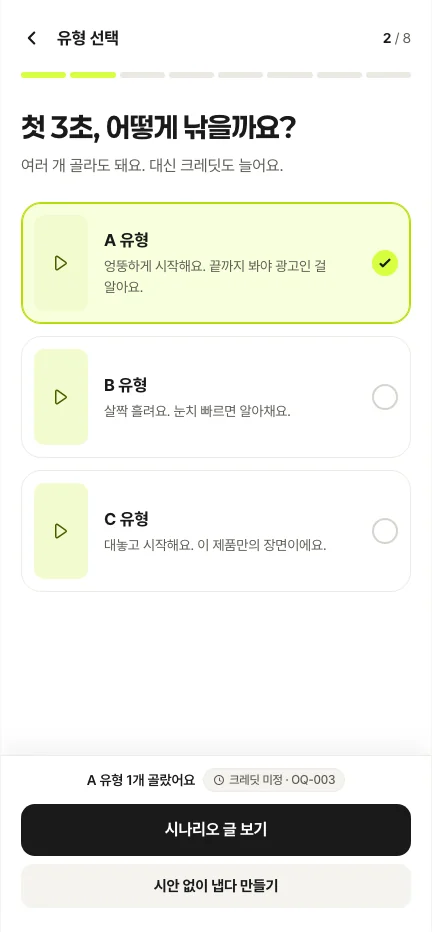 유형 선택
2 / 8
첫 3초, 어떻게 낚을까요?
여러 개 골라도 돼요. 대신 크레딧도 늘어요.
A 유형
엉뚱하게 시작해요. 끝까지 봐야 광고인 걸
알아요.
B 유형
살짝 흘려요. 눈치 빠르면 알아채요.
C 유형
대놓고 시작해요. 이 제품만의 장면이에요.
A 유형 1개 골랐어요
크레딧 미정 · OQ-003
시나리오 글 보기
시안 없이 냅다 만들기